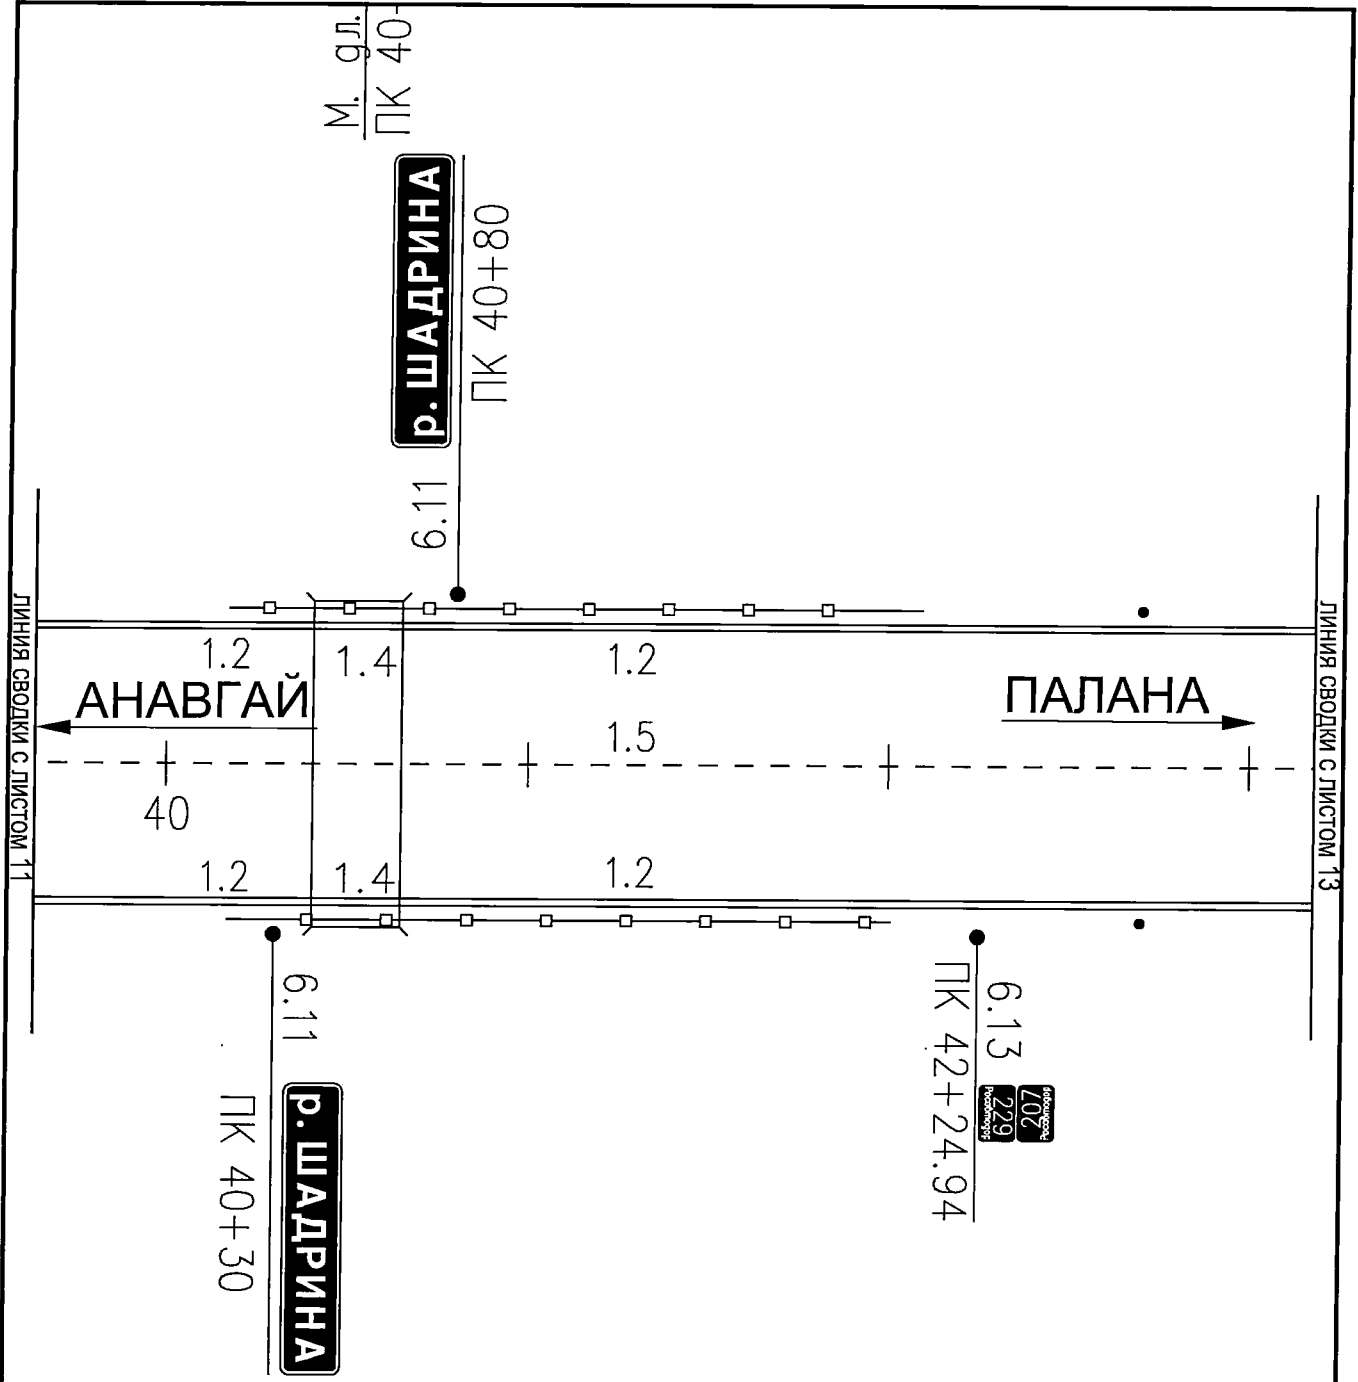 М. дл.
ПК 40-
р. ШАДРИНА
ПК 40+80
6.11
ЛИНИЯ СВОДКИ С ЛИСТОМ 11
ЛИНИЯ СВОДКИ С ЛИСТОМ 13
1.2
1.4
1.2
АНАВГАЙ
ПАЛАНА
1.5
40
1.2
1.4
1.2
6.11
р. ШАДРИНА
ПК 40+30
6.13
ПК 42+24.94
207
Росавтодор
229
Росавтодор